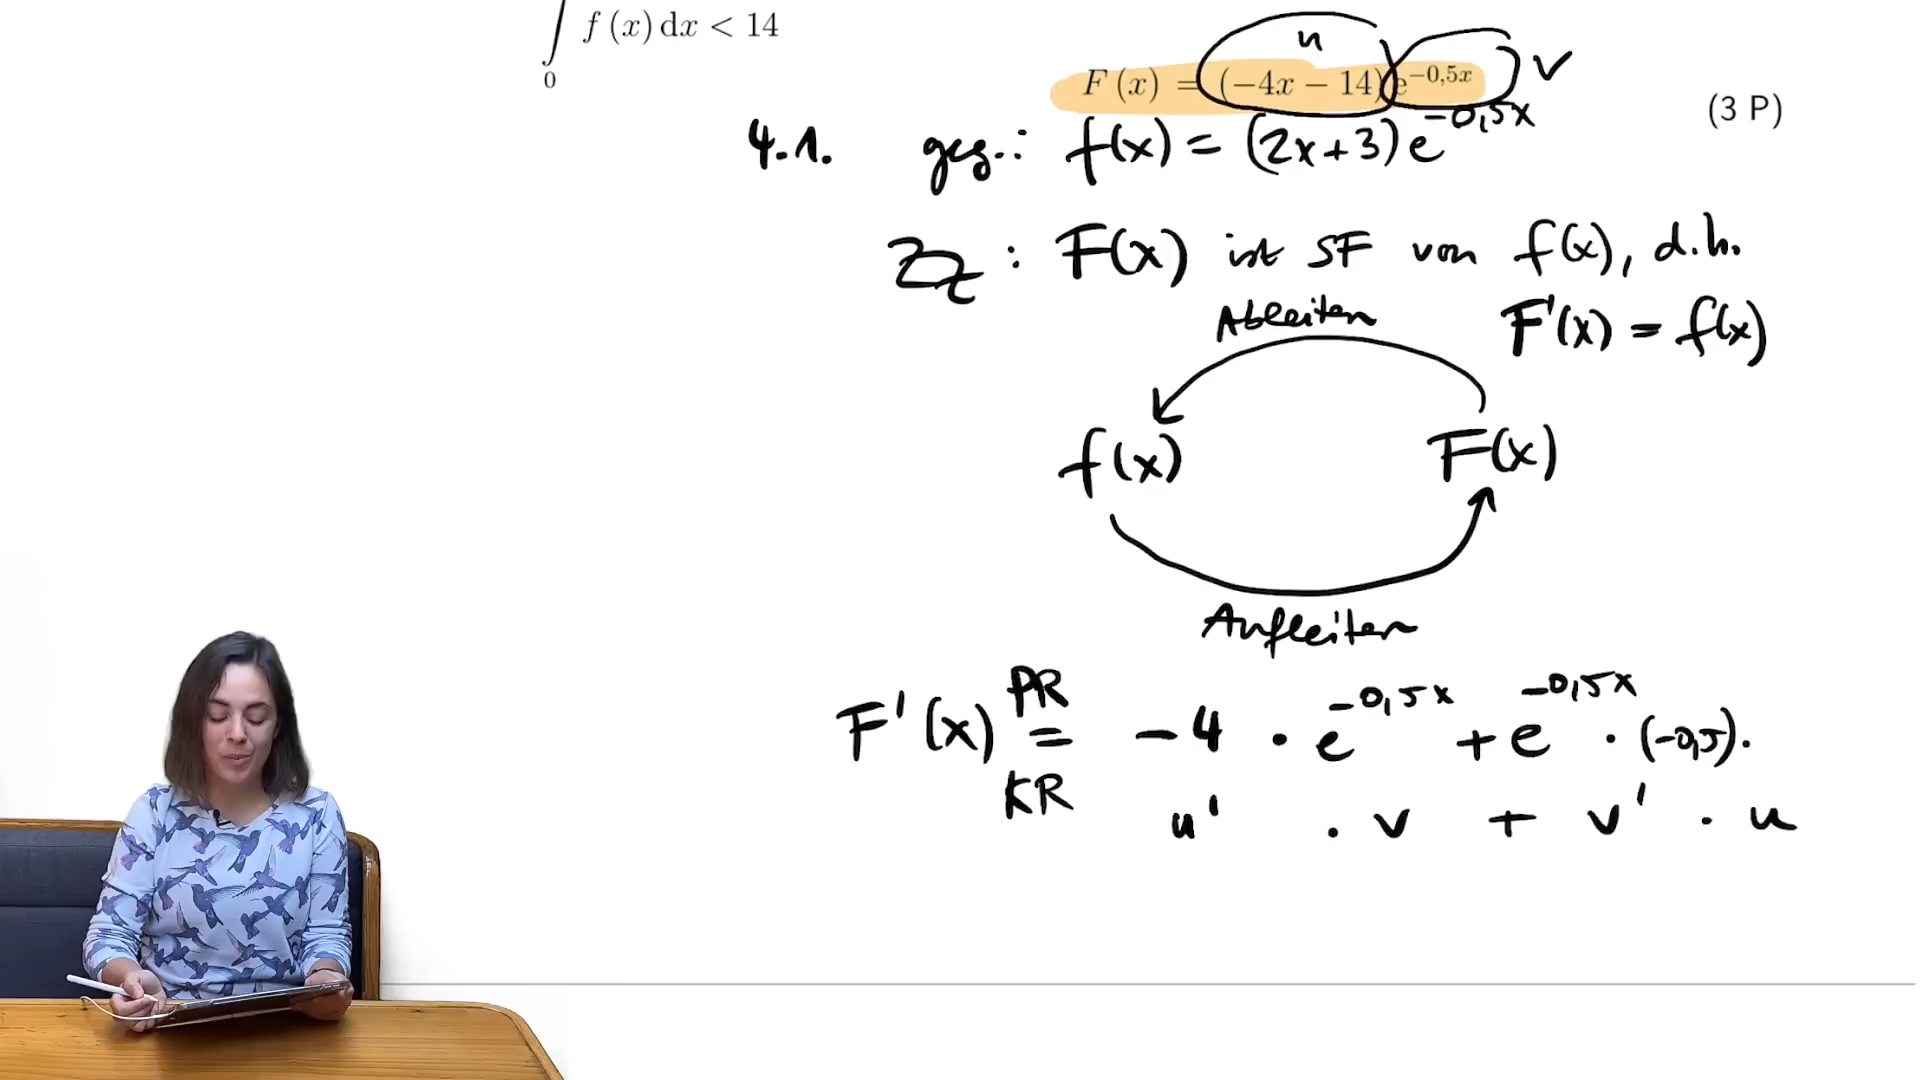 ∫ f (x) dx < 14
0
u
F (x) = (−4x − 14) e^−0,5x v
(3 P)
4.1. geg.: f(x) = (2x+3) e^−0,5x
Zz : F(x) ist SF von f(x), d.h.
Ableiten F'(x) = f(x)
f(x) F(x)
Aufleiten
PR
F'(x) = −4 · e^−0,5x + e^−0,5x · (−0,5) ·
KR
u' · v + v' · u